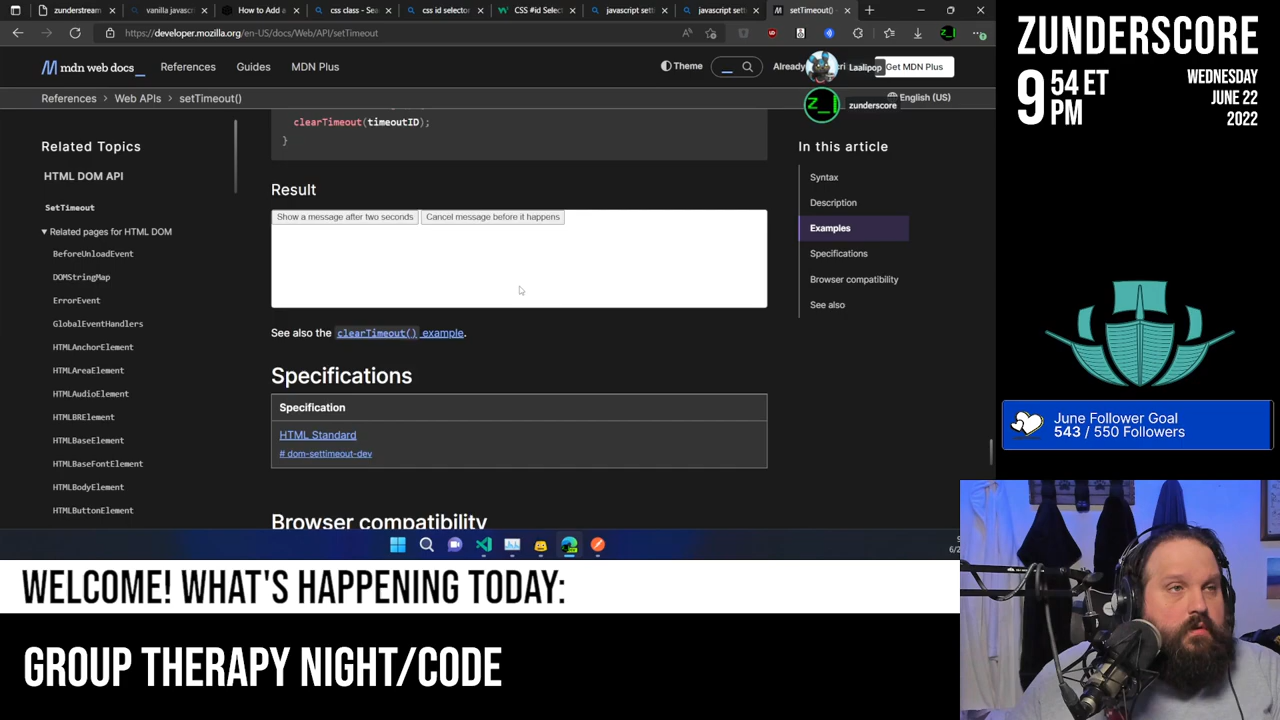 zunderstream
vanilla javasc
How to Add a
css class - Sea
css id selector
CSS #id Select
javascript sett
javascript sett
setTimeout()
https://developer.mozilla.org/en-US/docs/Web/API/setTimeout
mdn web docs_
References
Guides
MDN Plus
Theme
Already
Laalipop
Get MDN Plus
References
Web APIs
setTimeout()
zunderscore
English (US)
Related Topics
HTML DOM API
SetTimeout
Related pages for HTML DOM
BeforeUnloadEvent
DOMStringMap
ErrorEvent
GlobalEventHandlers
HTMLAnchorElement
HTMLAreaElement
HTMLAudioElement
HTMLBRElement
HTMLBaseElement
HTMLBaseFontElement
HTMLBodyElement
HTMLButtonElement
clearTimeout(timeoutID);
}
Result
Show a message after two seconds
Cancel message before it happens
See also the clearTimeout() example.
Specifications
Specification
HTML Standard
# dom-settimeout-dev
Browser compatibility
In this article
Syntax
Description
Examples
Specifications
Browser compatibility
See also
ZUNDERSCORE
9 54 ET
PM
WEDNESDAY
JUNE 22
2022
June Follower Goal
543 / 550 Followers
WELCOME! WHAT'S HAPPENING TODAY:
GROUP THERAPY NIGHT/CODE